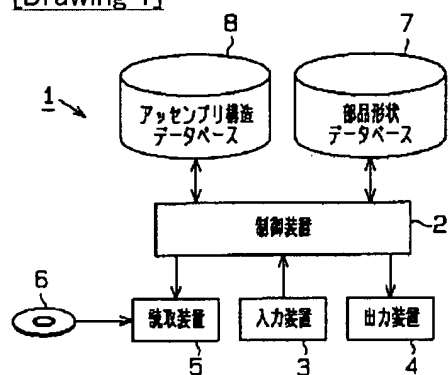 [Drawing 1]
8
7
1
アッセンブリ構造
データベース
部品形状
データベース
制御装置
2
6
読取装置
入力装置
出力装置
5
3
4